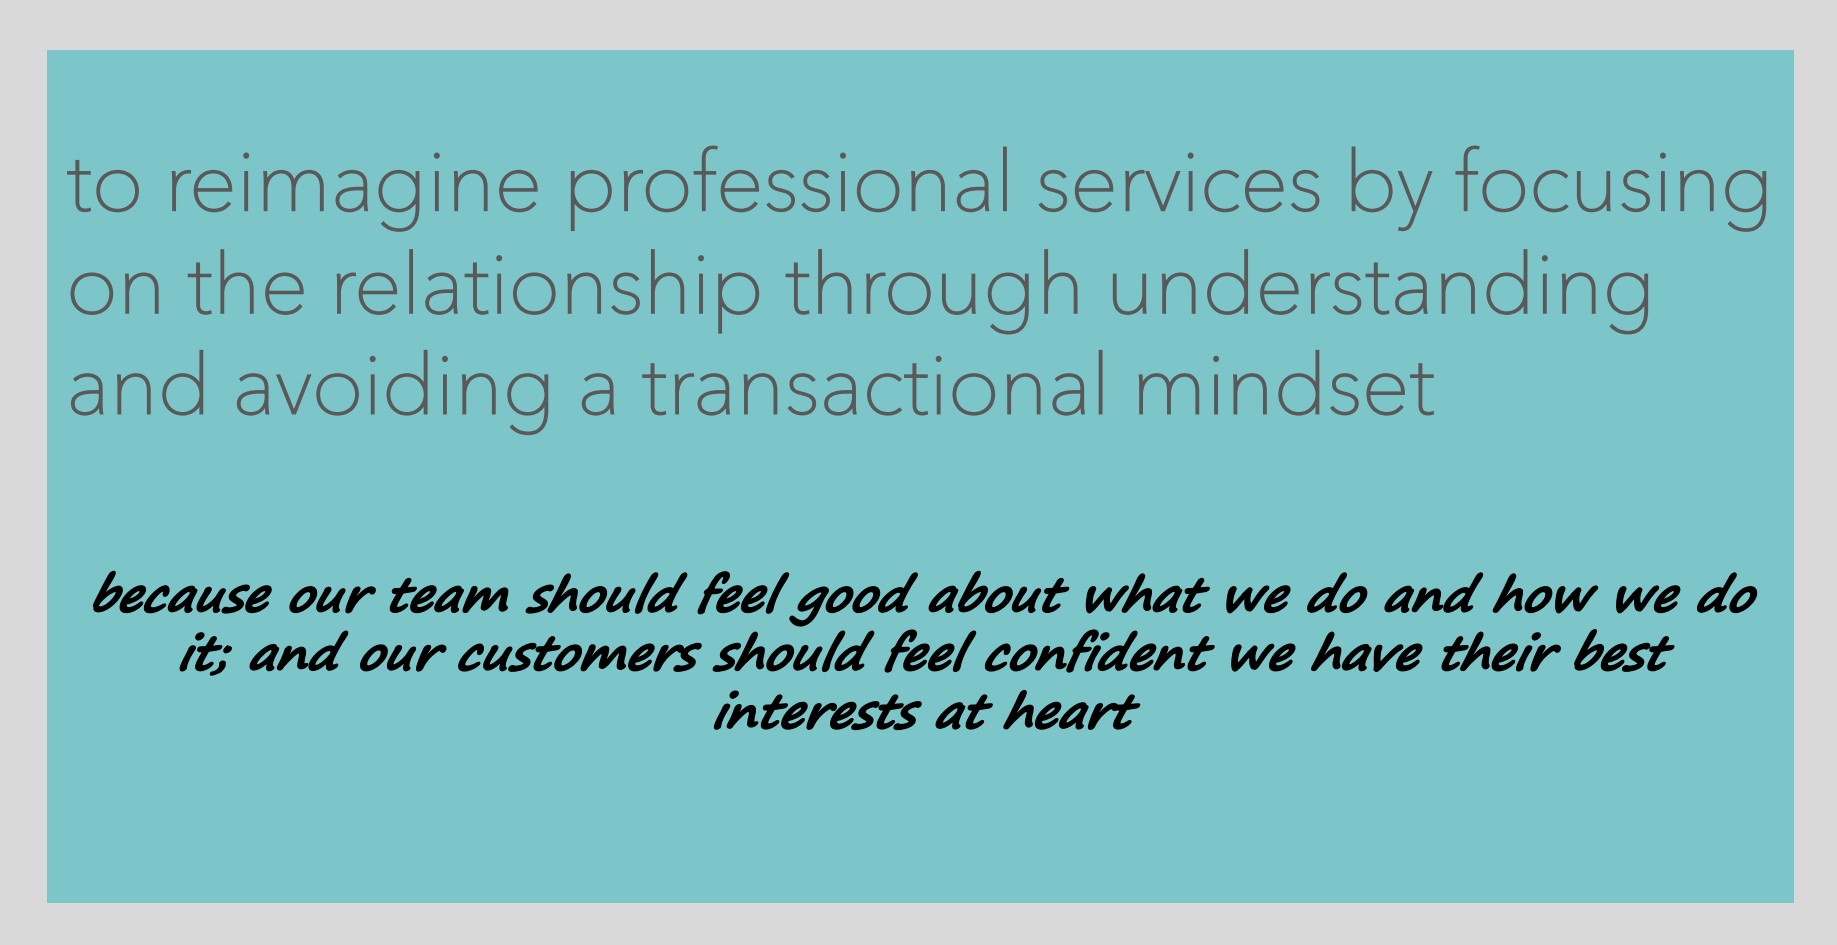 to reimagine professional services by focusing
on the relationship through understanding
and avoiding a transactional mindset
because our team should feel good about what we do and how we do
it; and our customers should feel confident we have their best
interests at heart